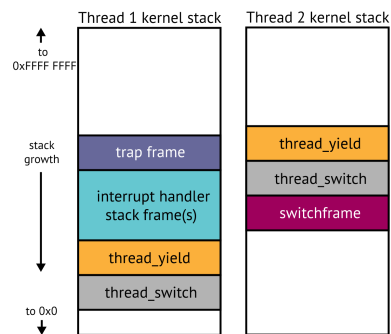 Thread 1 kernel stack
Thread 2 kernel stack
to
0xFFFF FFFF
stack
growth
to 0x0
trap frame
interrupt handler
stack frame(s)
thread_yield
thread_switch
thread_yield
thread_switch
switchframe